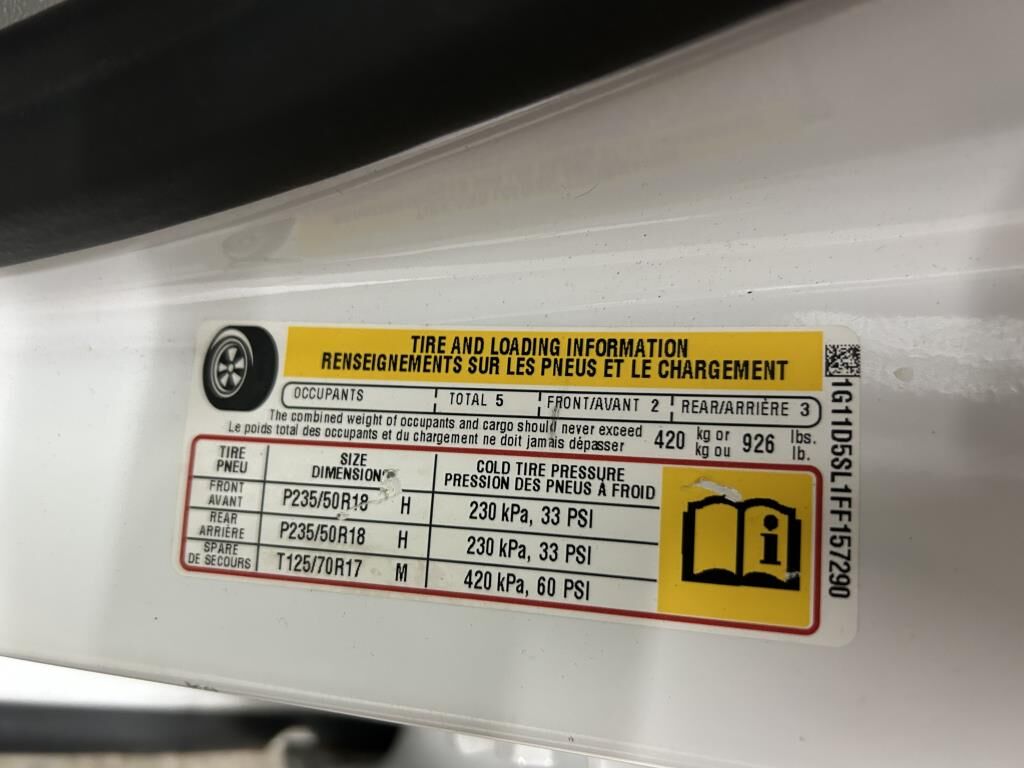 TIRE AND LOADING INFORMATION
RENSEIGNEMENTS SUR LES PNEUS ET LE CHARGEMENT
OCCUPANTS TOTAL 5 FRONT/AVANT 2 REAR/ARRIÈRE 3
The combined weight of occupants and cargo should never exceed 420 kg or 926 lbs.
Le poids total des occupants et du chargement ne doit jamais dépasser kg ou lb.
TIRE SIZE COLD TIRE PRESSURE
PNEU DIMENSIONS PRESSION DES PNEUS À FROID
FRONT
AVANT P235/50R18 H 230 kPa, 33 PSI
REAR
ARRIÈRE P235/50R18 H 230 kPa, 33 PSI
SPARE
DE SECOURS T125/70R17 M 420 kPa, 60 PSI
i
1G11D5SL1FF157290